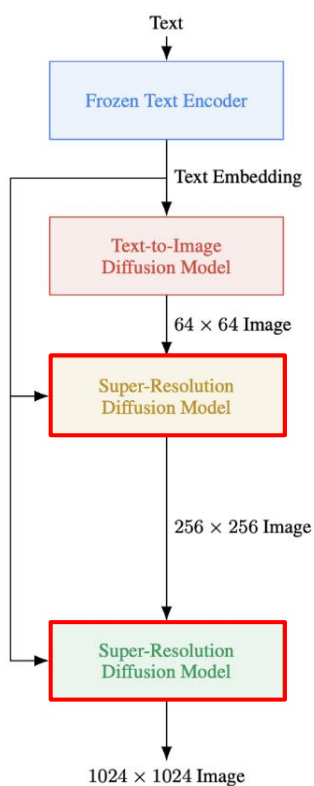 Text
Frozen Text Encoder
Text Embedding
Text-to-Image
Diffusion Model
64 × 64 Image
Super-Resolution
Diffusion Model
256 × 256 Image
Super-Resolution
Diffusion Model
1024 × 1024 Image